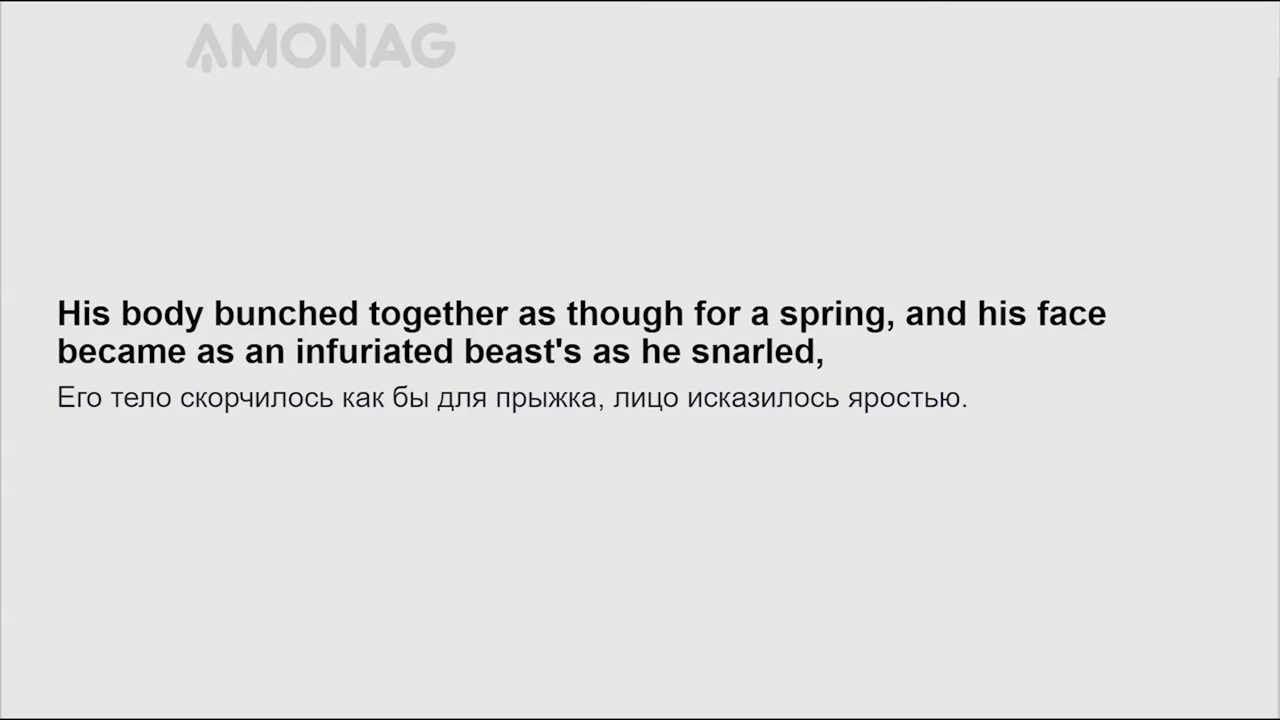 AMONAG
His body bunched together as though for a spring, and his face
became as an infuriated beast's as he snarled,
Его тело скорчилось как бы для прыжка, лицо исказилось яростью.